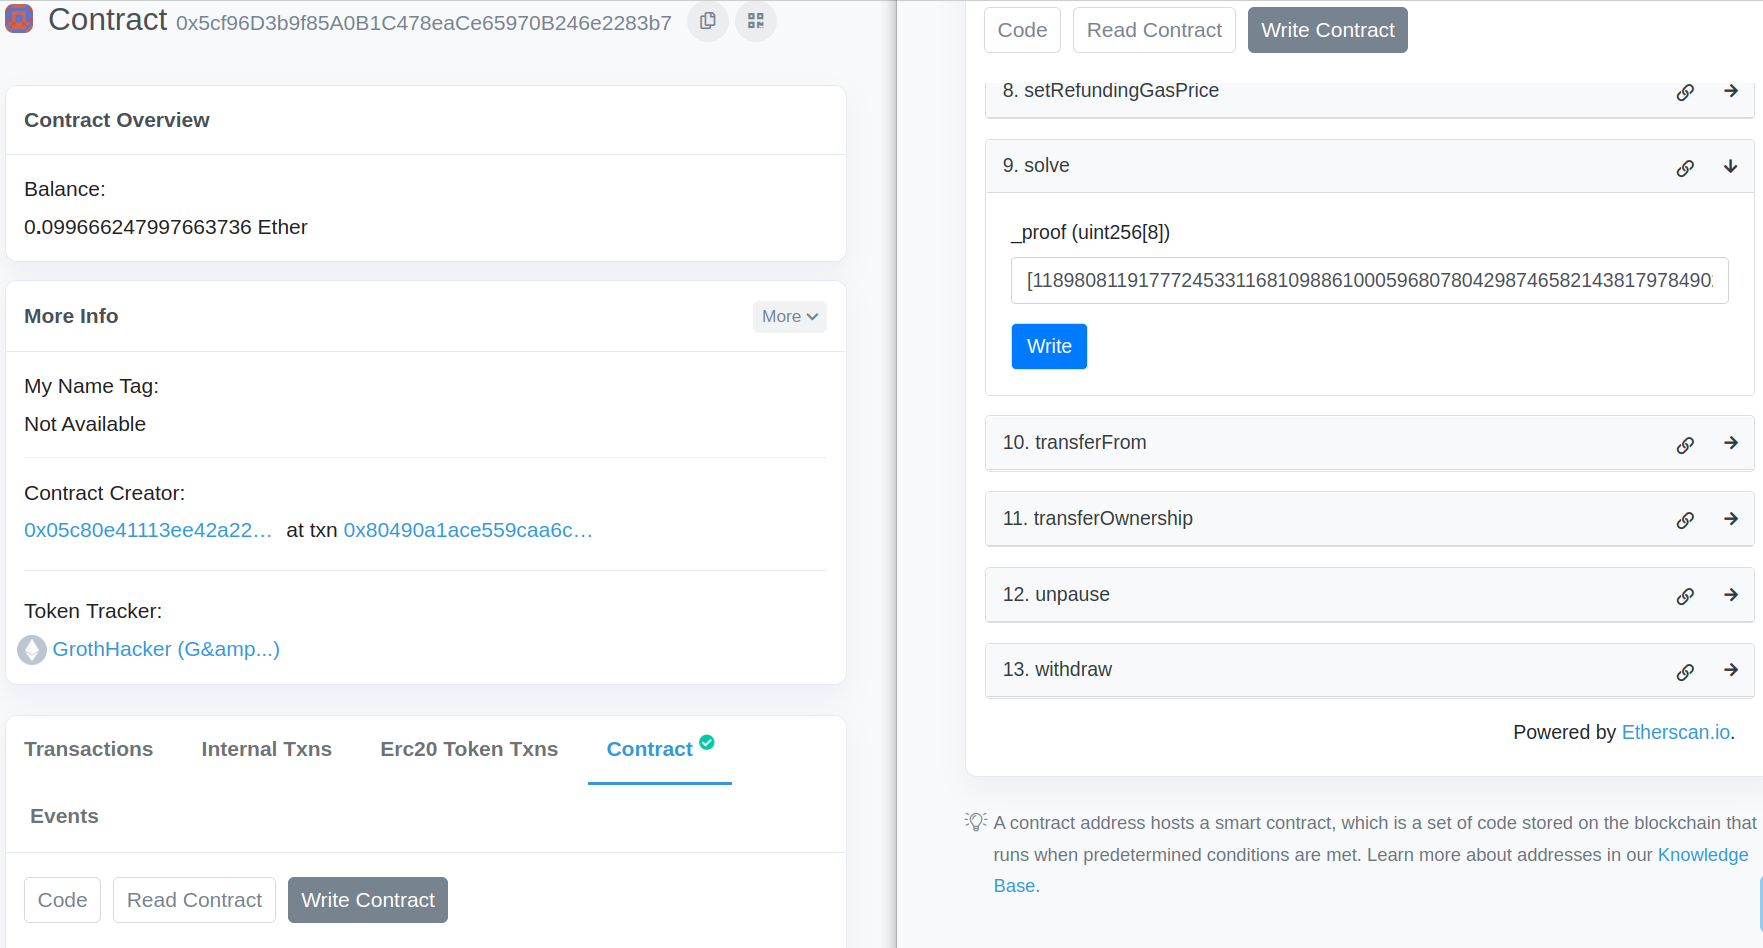 Contract 0x5cf96D3b9f85A0B1C478eaCe65970B246e2283b7
Contract Overview
Balance:
0.099666247997663736 Ether
More Info
More
My Name Tag:
Not Available
Contract Creator:
0x05c80e41113ee42a22... at txn 0x80490a1ace559caa6c...
Token Tracker:
GrothHacker (G&amp...)
Transactions
Internal Txns
Erc20 Token Txns
Contract
Events
Code
Read Contract
Write Contract
Code
Read Contract
Write Contract
8. setRefundingGasPrice
9. solve
_proof (uint256[8])
[11898081191777245331168109886100059680780429874658214381797849​0
Write
10. transferFrom
11. transferOwnership
12. unpause
13. withdraw
Powered by Etherscan.io.
A contract address hosts a smart contract, which is a set of code stored on the blockchain that
runs when predetermined conditions are met. Learn more about addresses in our Knowledge
Base.